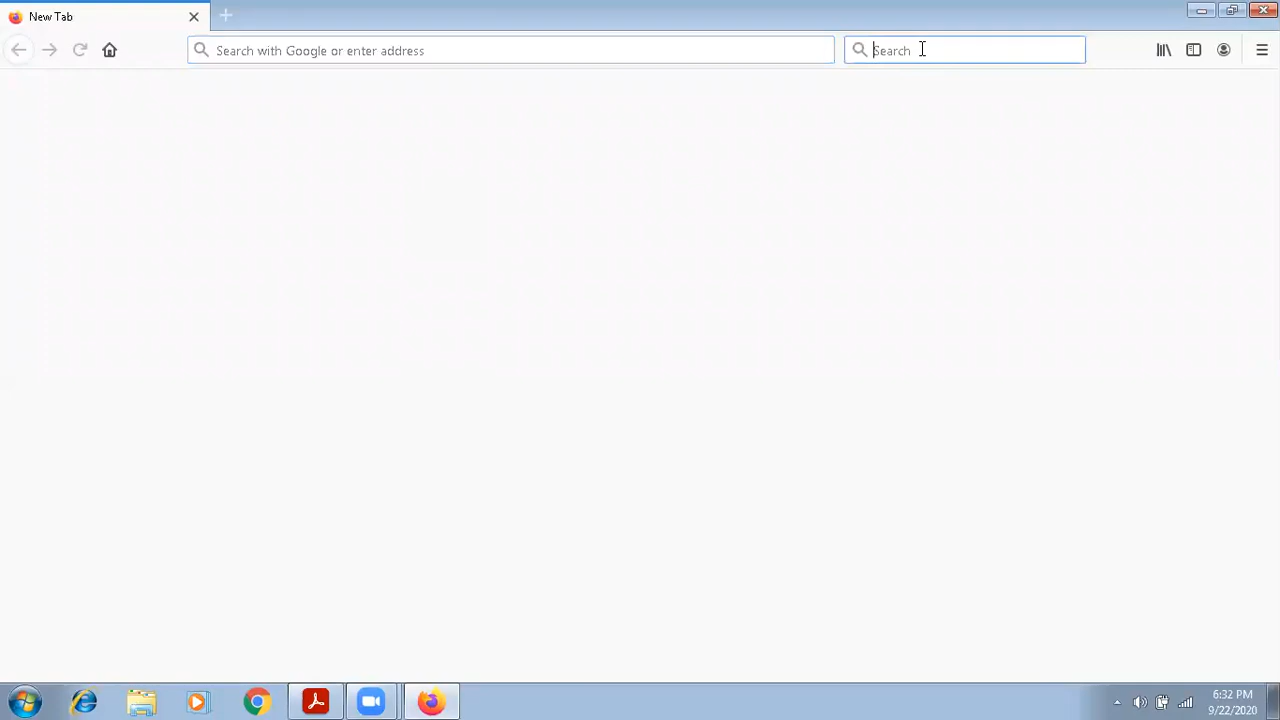 New Tab
Search with Google or enter address
Search
6:32 PM
9/22/2020